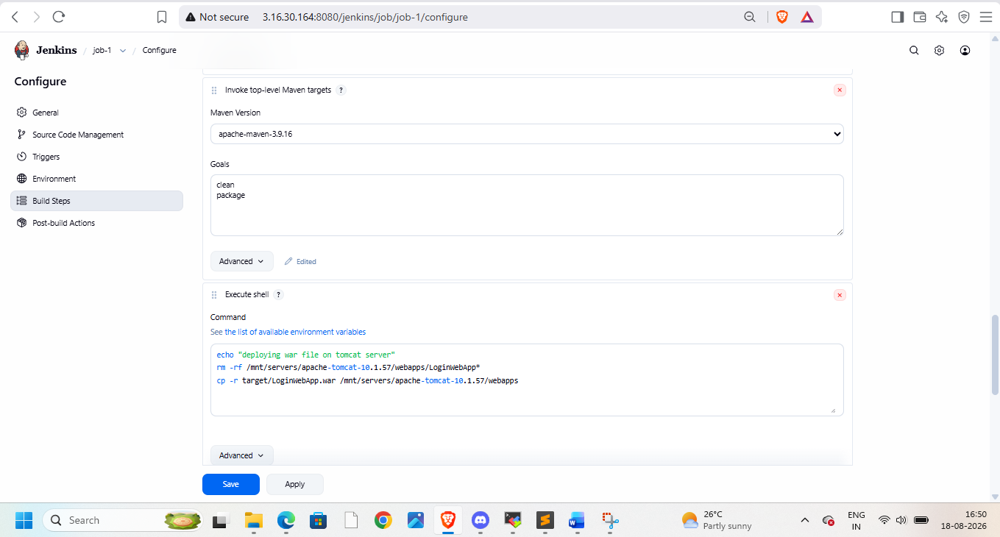 Not secure 3.16.30.164:8080/jenkins/job/job-1/configure
Jenkins / job-1 / Configure
Configure
General
Source Code Management
Triggers
Environment
Build Steps
Post-build Actions
Invoke top-level Maven targets ?
Maven Version
apache-maven-3.9.16
Goals
clean
package
Advanced
Edited
Execute shell ?
Command
See the list of available environment variables
echo "deploying war file on tomcat server"
rm -rf /mnt/servers/apache-tomcat-10.1.57/webapps/LoginWebApp*
cp -r target/LoginWebApp.war /mnt/servers/apache-tomcat-10.1.57/webapps
Advanced
Save
Apply
Search
26°C
Partly sunny
ENG
IN
16:50
18-08-2026